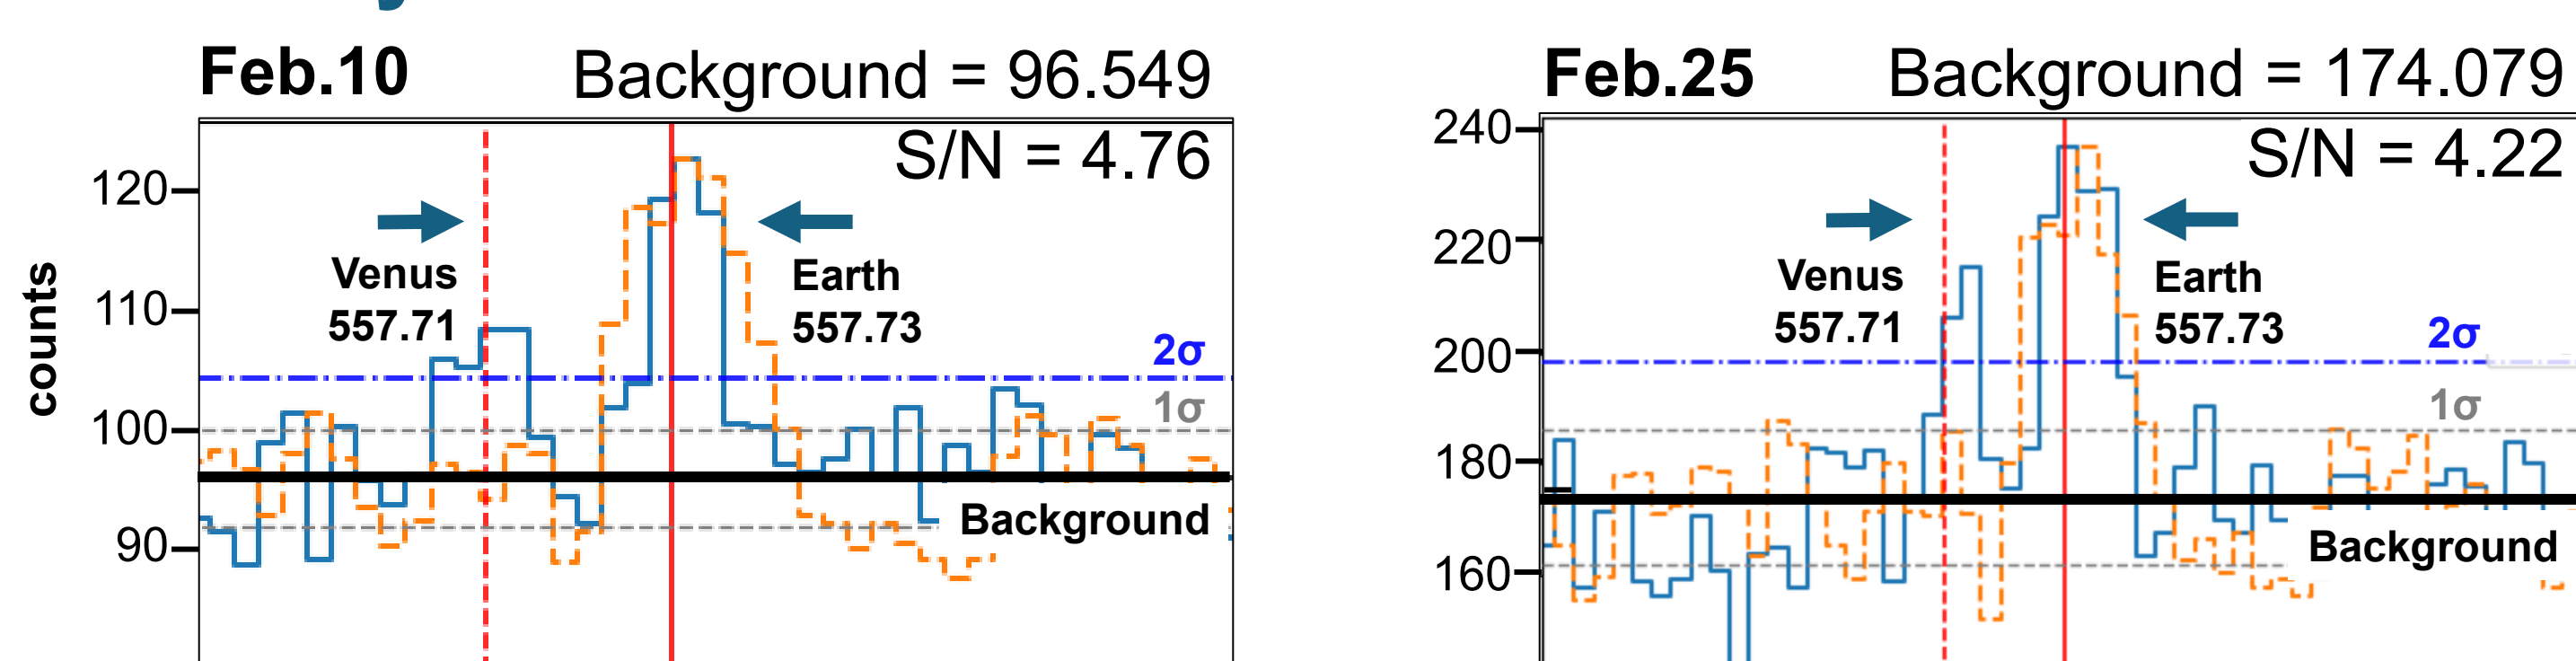 Feb.10 Background = 96.549
S/N = 4.76
120
110
100
90
counts
Venus
557.71
Earth
557.73
2σ
1σ
Background
Feb.25 Background = 174.079
S/N = 4.22
240
220
200
180
160
Venus
557.71
Earth
557.73
2σ
1σ
Background